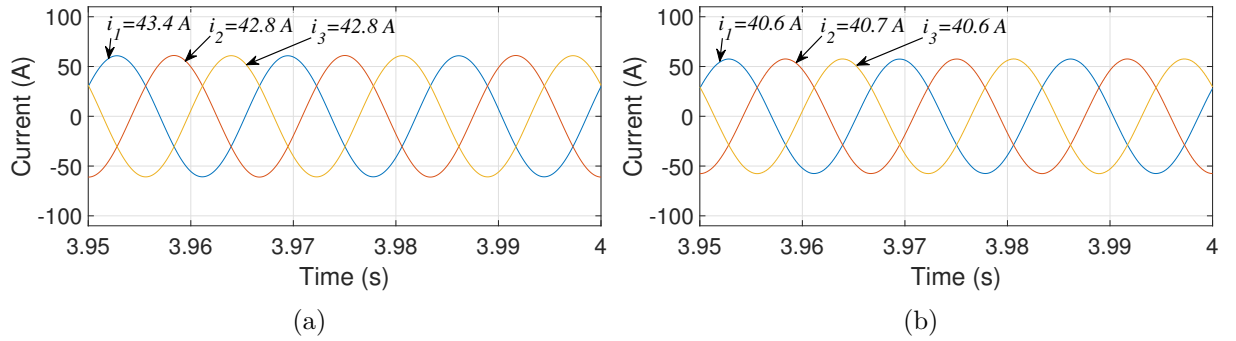 i₁=43.4 A
i₂=42.8 A
i₃=42.8 A
100
50
0
-50
-100
Current (A)
3.95 3.96 3.97 3.98 3.99 4
Time (s)
(a)
i₁=40.6 A
i₂=40.7 A
i₃=40.6 A
100
50
0
-50
-100
Current (A)
3.95 3.96 3.97 3.98 3.99 4
Time (s)
(b)